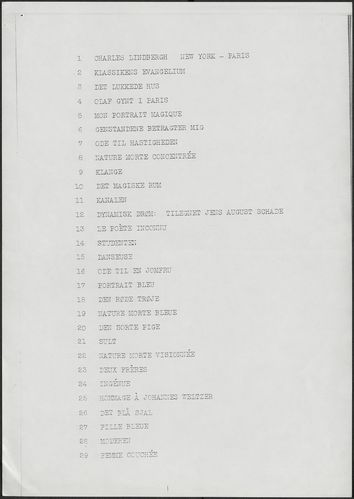 1 CHARLES LINDBERGH NEW YORK - PARIS
2 KLASSIKENS EVANGELIUM
3 DET LUKKEDE HUS
4 OLAF GYNT I PARIS
5 MON PORTRAIT MAGIQUE
6 GENSTANDENE BETRAGTER MIG
7 ODE TIL HASTIGHEDEN
8 NATURE MORTE CONCENTRÉE
9 KLANGE
10 DET MAGISKE RUM
11 KANALEN
12 DYNAMISK DRØM: TILEGNET JENS AUGUST SCHADE
13 LE POÈTE INCONNU
14 STUDENTEN
15 DANSEUSE
16 ODE TIL EN JOMFRU
17 PORTRAIT BLEU
18 DEN RØDE TRØJE
19 NATURE MORTE BLEUE
20 DEN SORTE PIGE
21 SULT
22 NATURE MORTE VISIONNÉE
23 DEUX FRÈRES
24 INGÉNUE
25 HOMMAGE À JOHANNES WELTZER
26 DET BLÅ SJAL
27 FILLE BLEUE
28 MODEREN
29 FEMME COUCHÉE